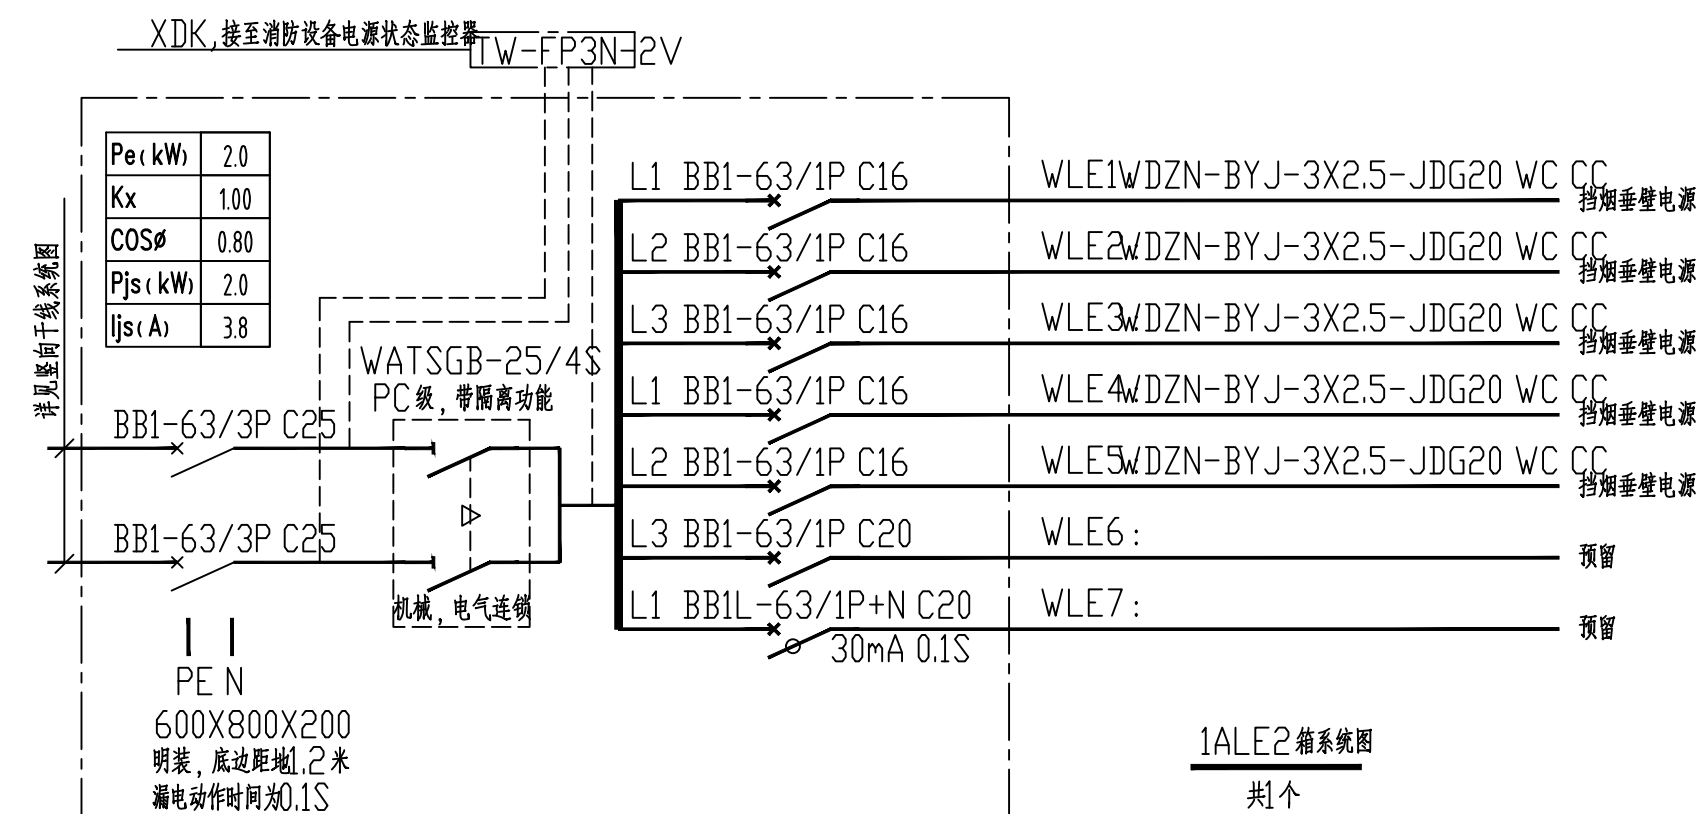 XDK,接至消防设备电源状态监控器
TW-FP3N-2V
Pe(kW) 2.0
Kx 1.00
COSø 0.80
Pjs(kW) 2.0
Ijs(A) 3.8
详见竖向干线系统图
WATSGB-25/4S
PC级,带隔离功能
BB1-63/3P C25
BB1-63/3P C25
机械,电气连锁
PE N
600X800X200
明装,底边距地1.2米
漏电动作时间为0.1S
L1 BB1-63/1P C16 WLE1:WDZN-BYJ-3X2.5-JDG20 WC CC 挡烟垂壁电源
L2 BB1-63/1P C16 WLE2:WDZN-BYJ-3X2.5-JDG20 WC CC 挡烟垂壁电源
L3 BB1-63/1P C16 WLE3:WDZN-BYJ-3X2.5-JDG20 WC CC 挡烟垂壁电源
L1 BB1-63/1P C16 WLE4:WDZN-BYJ-3X2.5-JDG20 WC CC 挡烟垂壁电源
L2 BB1-63/1P C16 WLE5:WDZN-BYJ-3X2.5-JDG20 WC CC 挡烟垂壁电源
L3 BB1-63/1P C20 WLE6: 预留
L1 BB1L-63/1P+N C20 WLE7: 预留
30mA 0.1S
1ALE2箱系统图
共1个